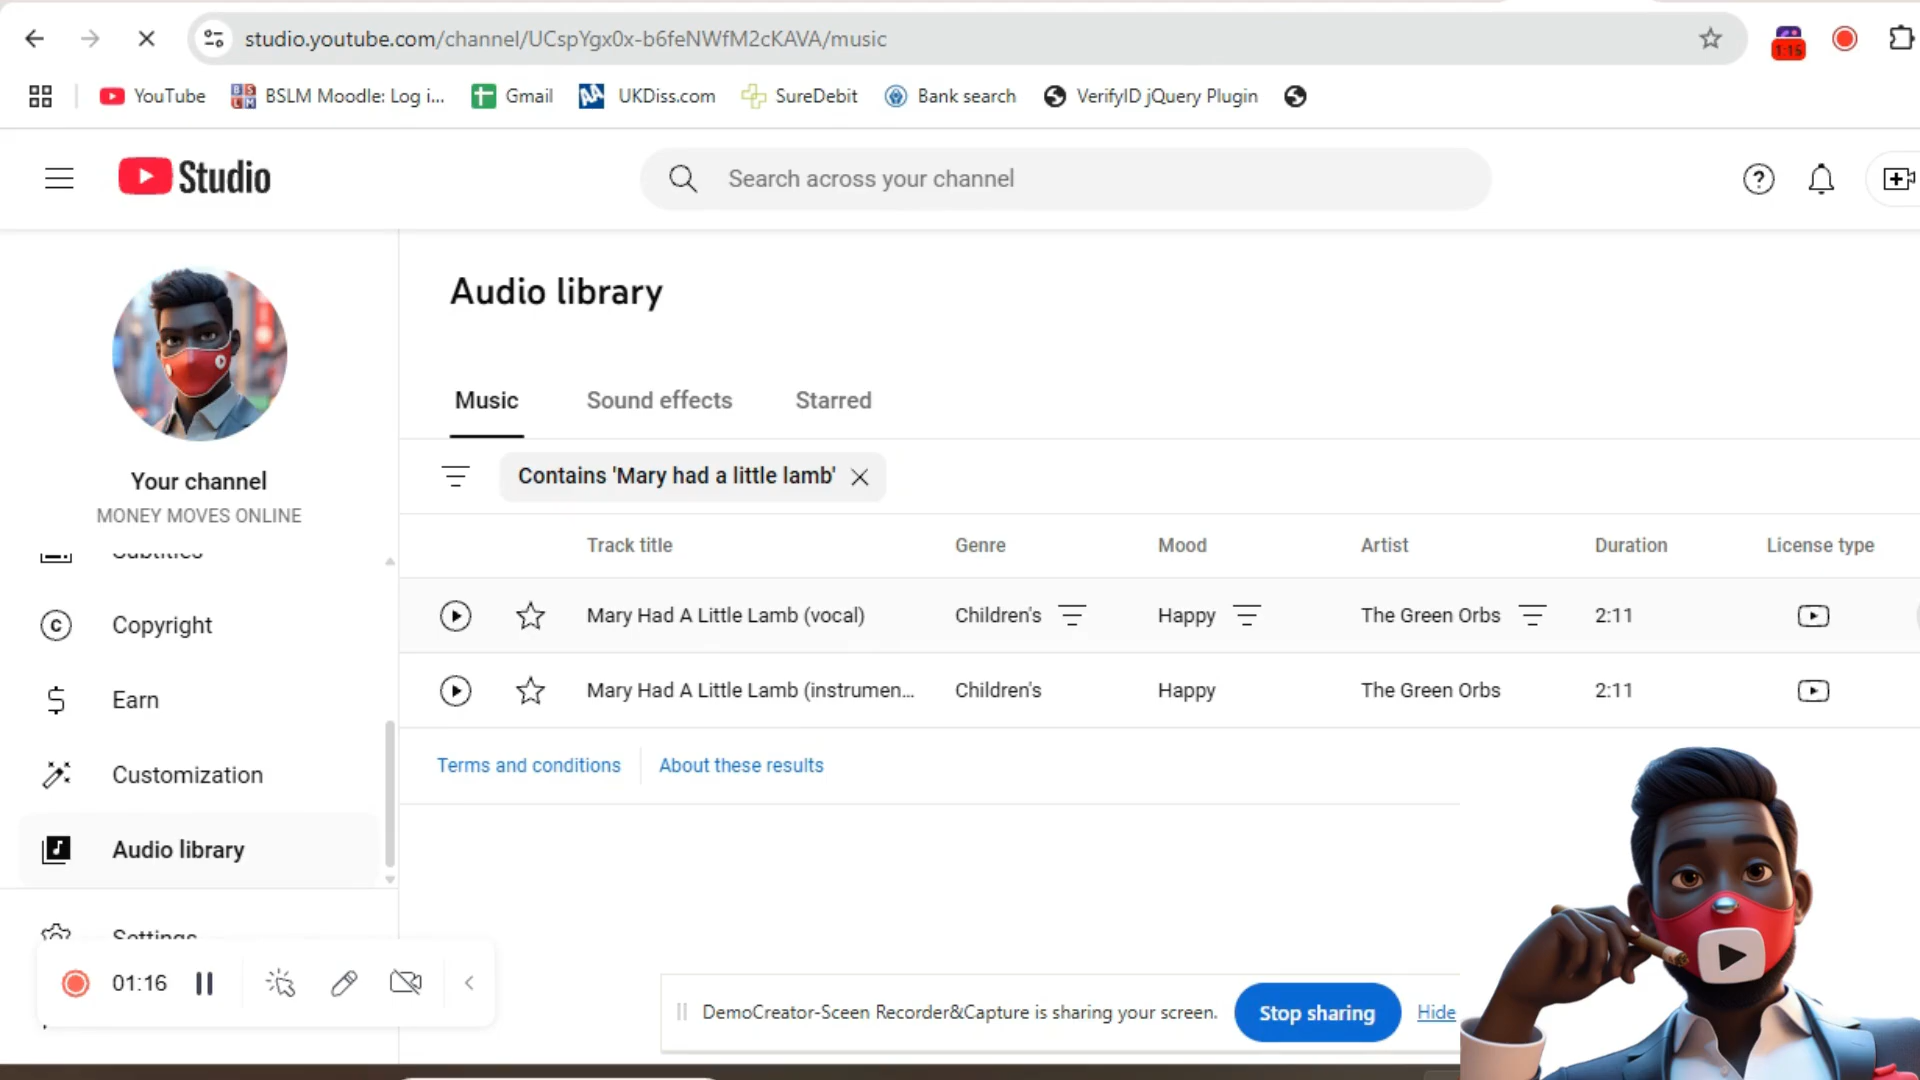 studio.youtube.com/channel/UCspYgx0x-b6feNWfM2cKAVA/music
1:15
YouTube
BSLM Moodle: Log i...
Gmail
UKDiss.com
SureDebit
Bank search
VerifyID jQuery Plugin
Studio
Search across your channel
Your channel
MONEY MOVES ONLINE
Subtitles
Copyright
Earn
Customization
Audio library
Settings
01:16
Audio library
Music Sound effects Starred
Contains 'Mary had a little lamb'
Track title Genre Mood Artist Duration License type
Mary Had A Little Lamb (vocal) Children's Happy The Green Orbs 2:11
Mary Had A Little Lamb (instrumen... Children's Happy The Green Orbs 2:11
Terms and conditions About these results
DemoCreator-Sceen Recorder&Capture is sharing your screen.
Stop sharing
Hide